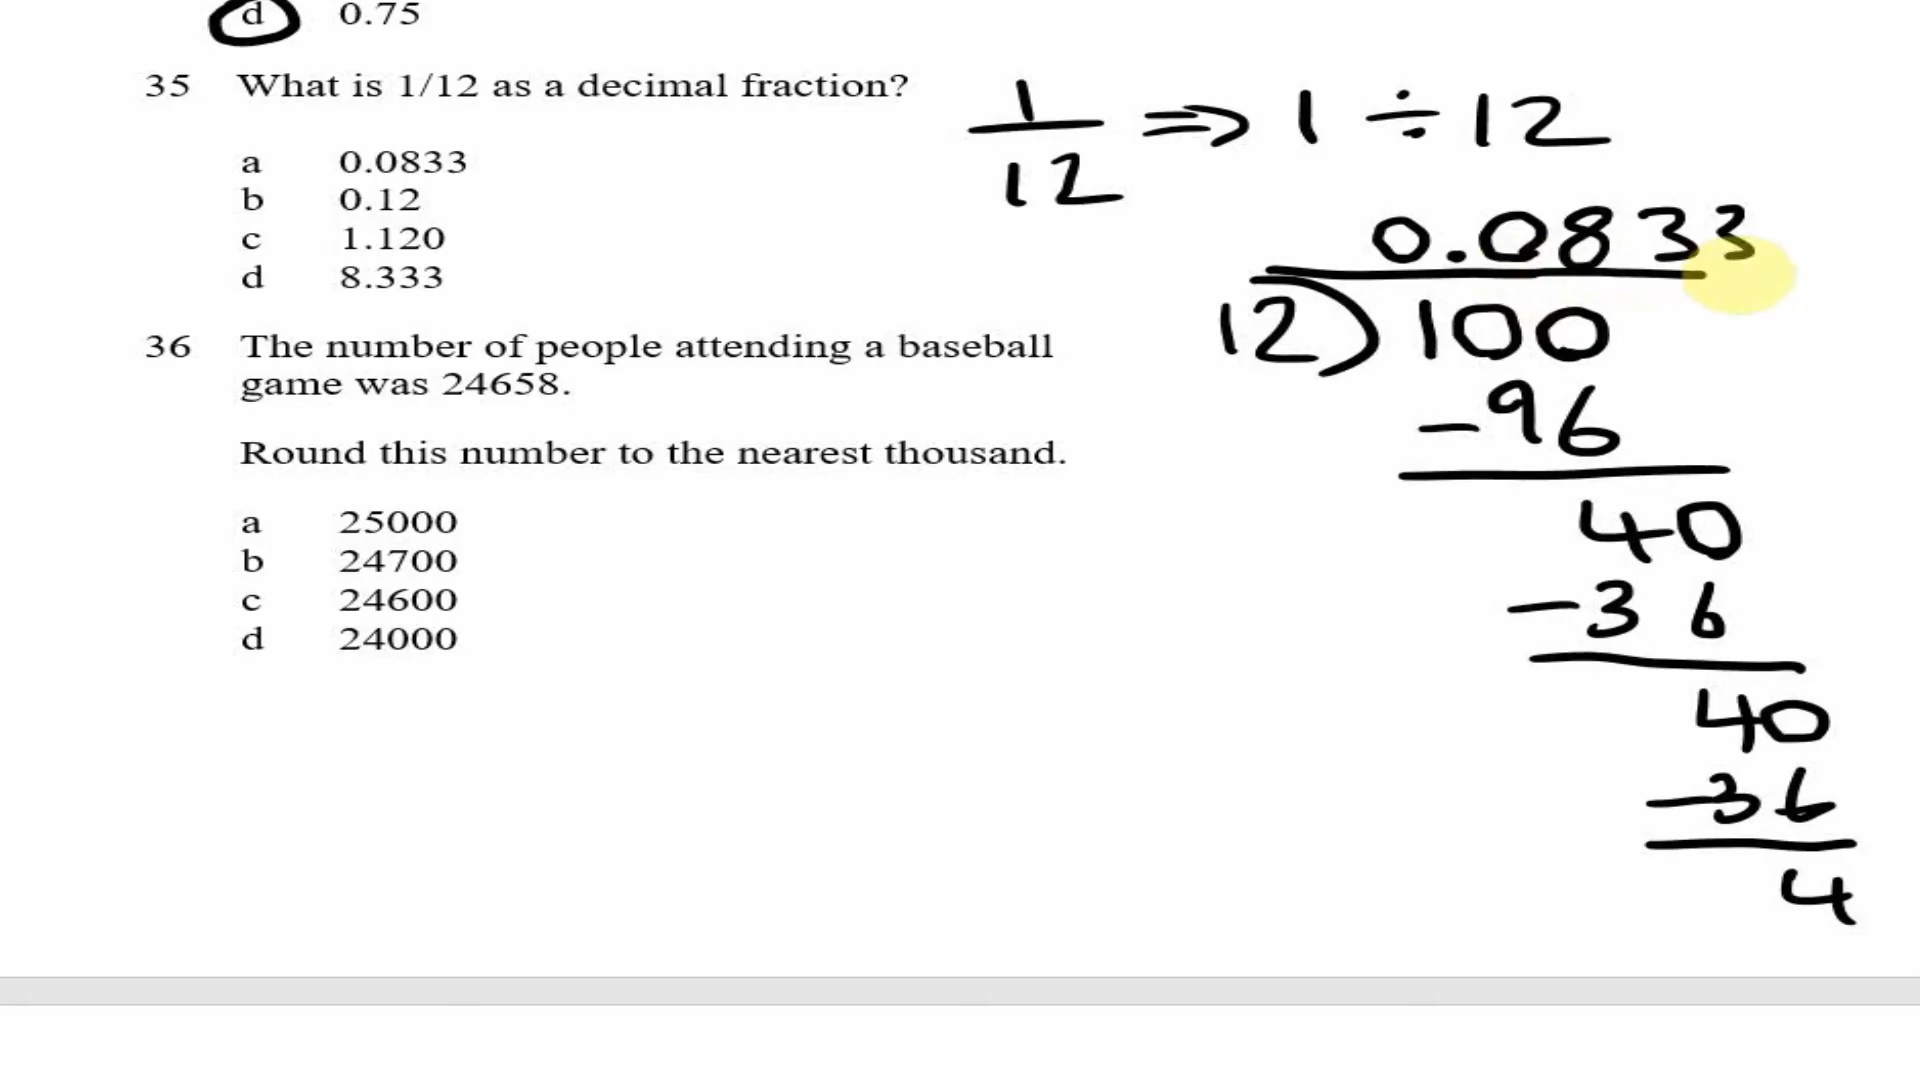 d 0.75
35 What is 1/12 as a decimal fraction?
a 0.0833
b 0.12
c 1.120
d 8.333
36 The number of people attending a baseball
game was 24658.
Round this number to the nearest thousand.
a 25000
b 24700
c 24600
d 24000
1/12 ⇒ 1 ÷ 12
0.0833
12)100
-96
40
-36
40
-36
4